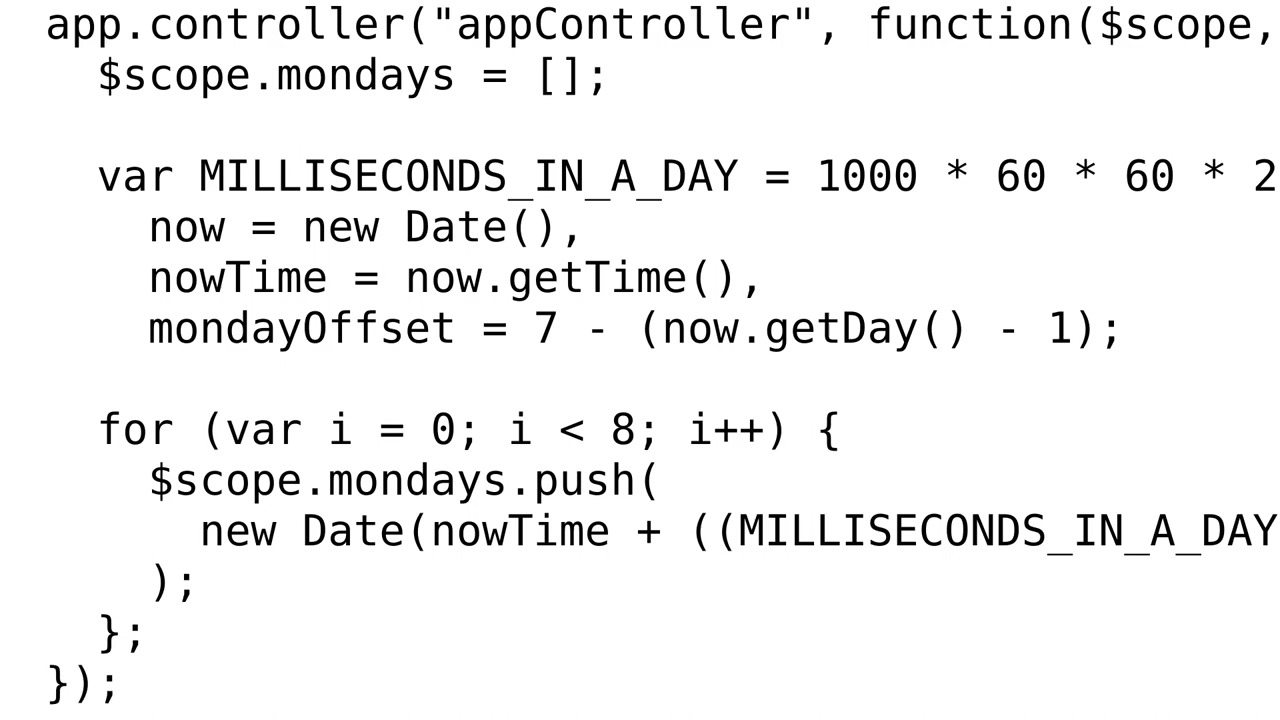 app.controller("appController", function($scope,
  $scope.mondays = [];

  var MILLISECONDS_IN_A_DAY = 1000 * 60 * 60 * 2
    now = new Date(),
    nowTime = now.getTime(),
    mondayOffset = 7 - (now.getDay() - 1);

  for (var i = 0; i < 8; i++) {
    $scope.mondays.push(
      new Date(nowTime + ((MILLISECONDS_IN_A_DAY
    );
  };
});